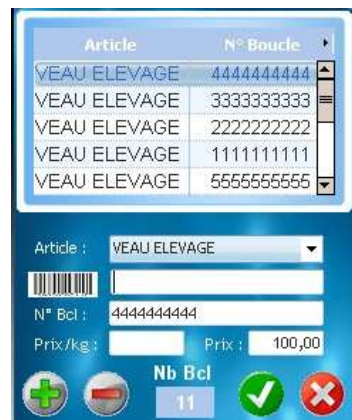 Article N° Boucle
VEAU ELEVAGE 4444444444
VEAU ELEVAGE 3333333333
VEAU ELEVAGE 2222222222
VEAU ELEVAGE 1111111111
VEAU ELEVAGE 5555555555
Article : VEAU ELEVAGE
N° Bcl : 4444444444
Prix/kg : Prix : 100,00
Nb Bcl
11